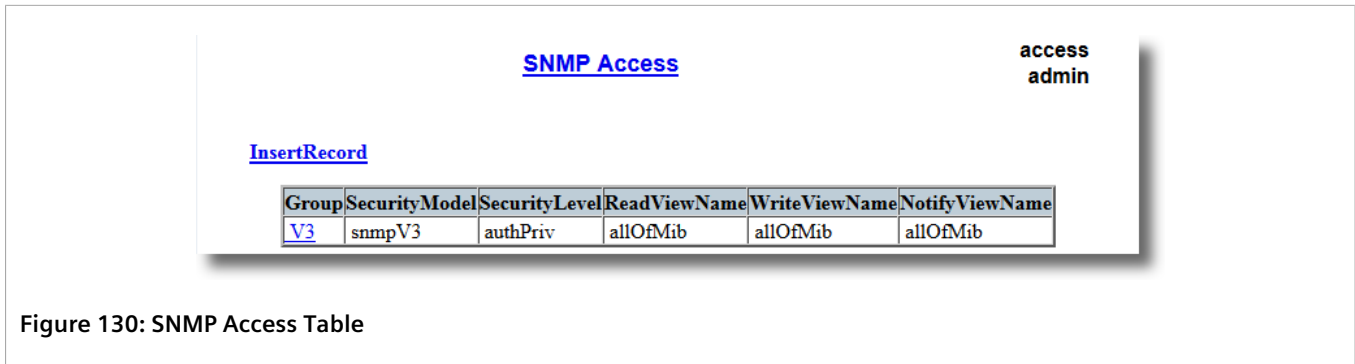 SNMP Access
access
admin
InsertRecord
Group SecurityModel SecurityLevel ReadViewName WriteViewName NotifyViewName
V3 snmpV3 authPriv allOfMib allOfMib allOfMib
Figure 130: SNMP Access Table